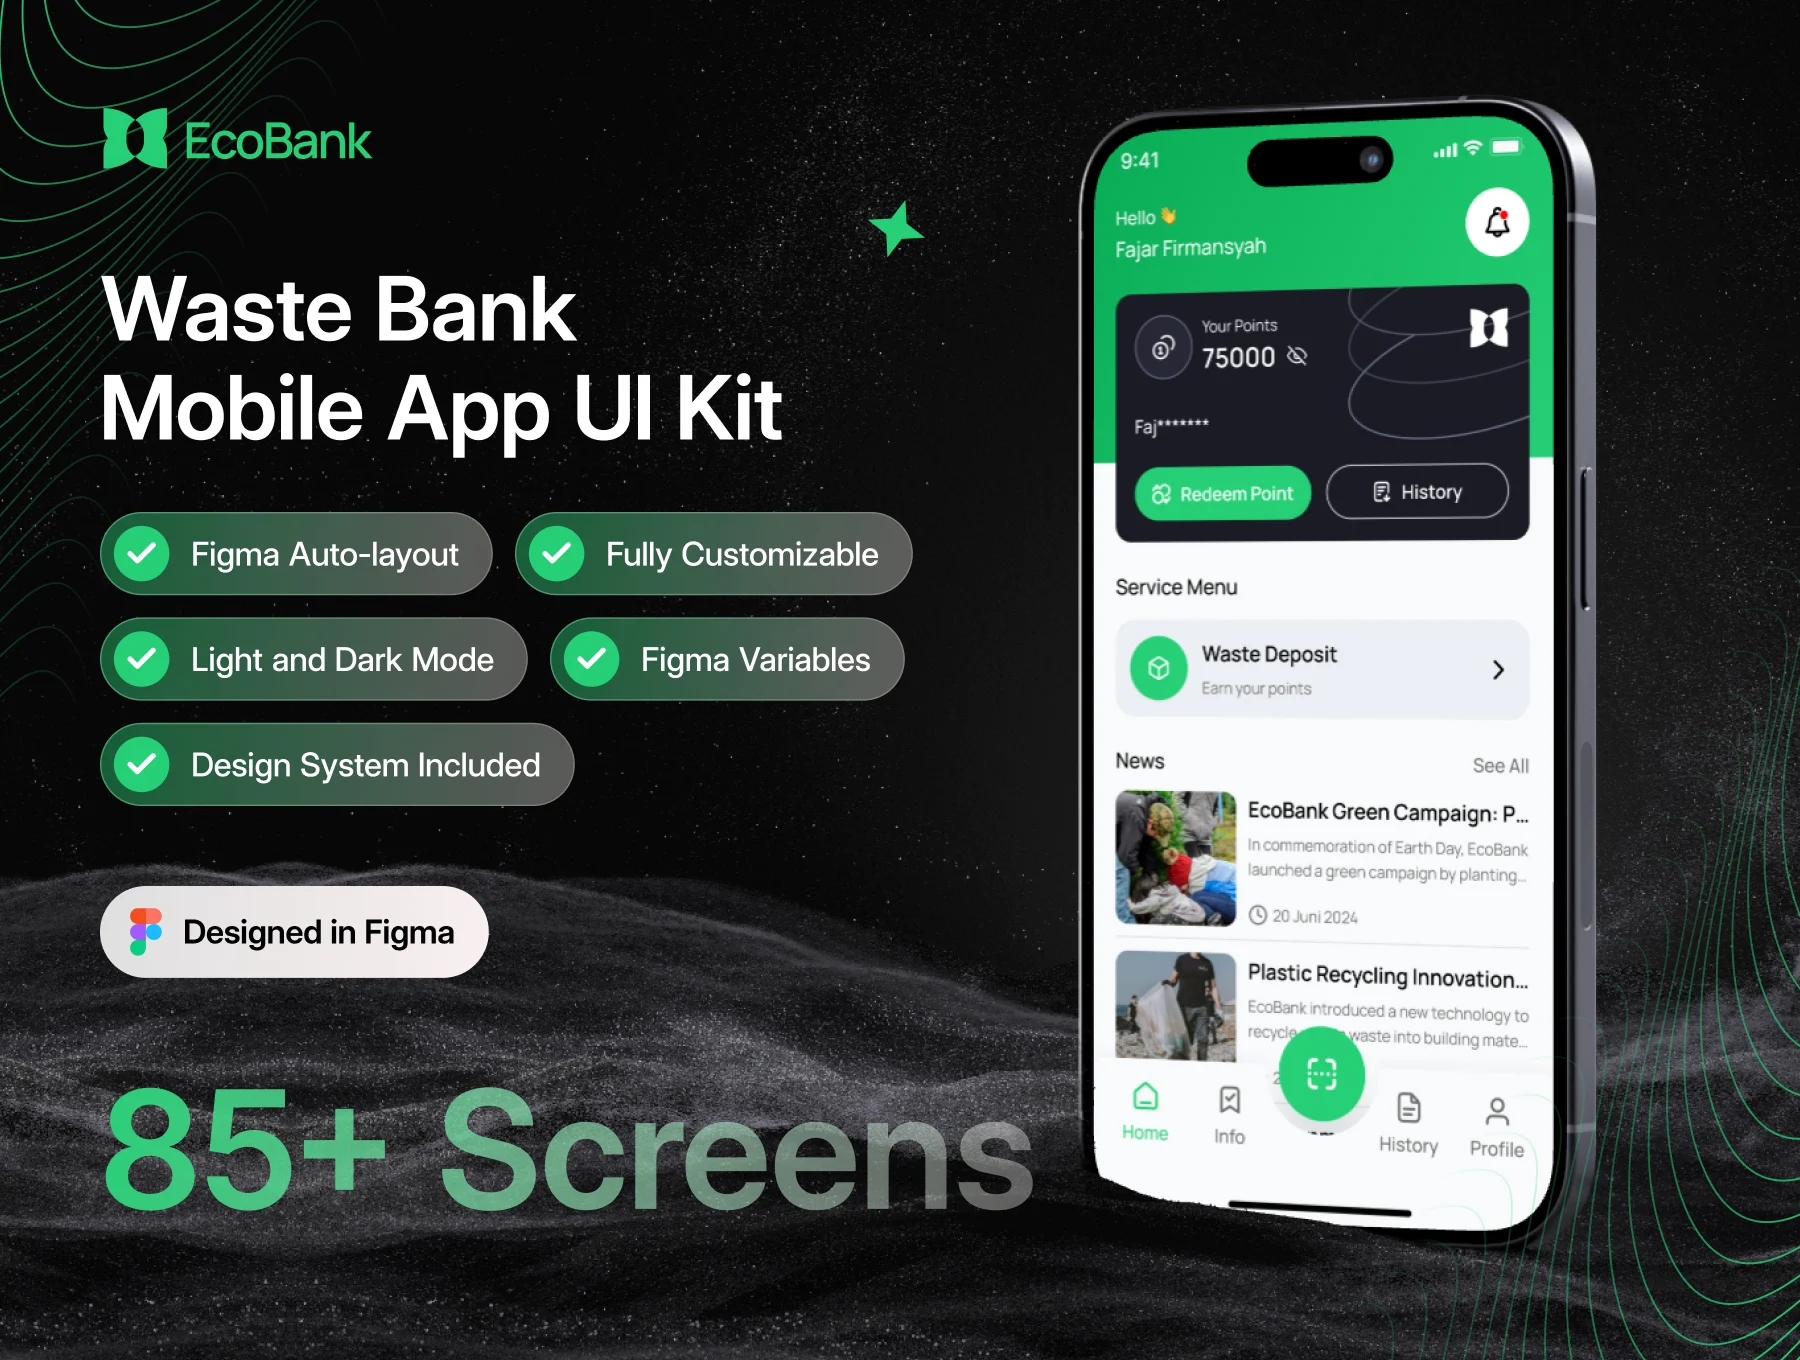 EcoBank
Waste Bank
Mobile App UI Kit
Figma Auto-layout
Fully Customizable
Light and Dark Mode
Figma Variables
Design System Included
Designed in Figma
85+ Screens
9:41
Hello 👋
Fajar Firmansyah
Your Points
75000
Faj*******
Redeem Point
History
Service Menu
Waste Deposit
Earn your points
News
See All
EcoBank Green Campaign: P...
In commemoration of Earth Day, EcoBank
launched a green campaign by planting...
20 Juni 2024
Plastic Recycling Innovation...
EcoBank introduced a new technology to
recycle waste into building mate...
Home
Info
History
Profile